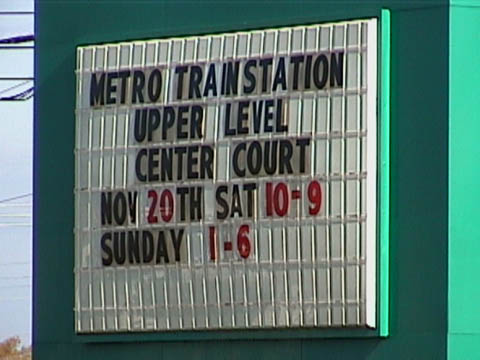 METRO TRAINSTATION
UPPER LEVEL
CENTER COURT
NOV 20TH SAT 10-9
SUNDAY 1-6